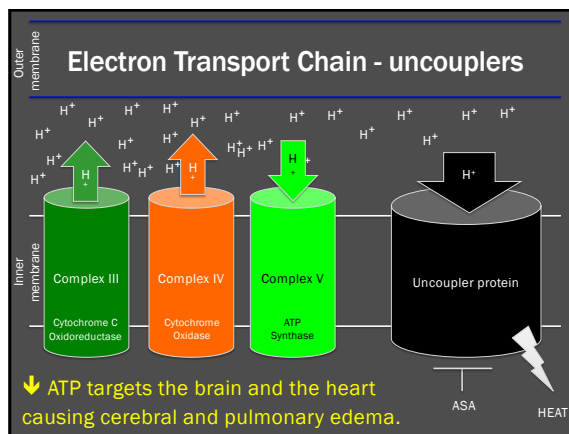 Outer
membrane
Electron Transport Chain - uncouplers
H+ H+ H+ H+ H+ H+ H+ H+ H+ H+
H+ H+ H+ H+ H+
H+ H+ H+ H+ H+
H+ H+ H+ H+ H+ H+
H+ H+ H+ H+ H+
H+
Inner
membrane
Complex III
Cytochrome C
Oxidoreductase
Complex IV
Cytochrome
Oxidase
Complex V
ATP
Synthase
Uncoupler protein
↓ ATP targets the brain and the heart
causing cerebral and pulmonary edema.
ASA
HEAT